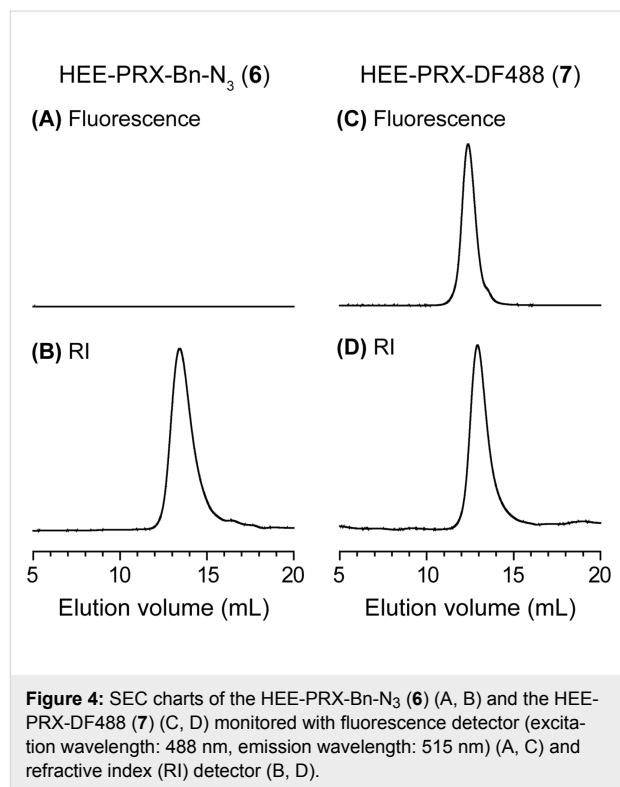 HEE-PRX-Bn-N₃ (6)
(A) Fluorescence
(B) RI
5 10 15 20
Elution volume (mL)
HEE-PRX-DF488 (7)
(C) Fluorescence
(D) RI
5 10 15 20
Elution volume (mL)
Figure 4: SEC charts of the HEE-PRX-Bn-N₃ (6) (A, B) and the HEE-
PRX-DF488 (7) (C, D) monitored with fluorescence detector (excita-
tion wavelength: 488 nm, emission wavelength: 515 nm) (A, C) and
refractive index (RI) detector (B, D).